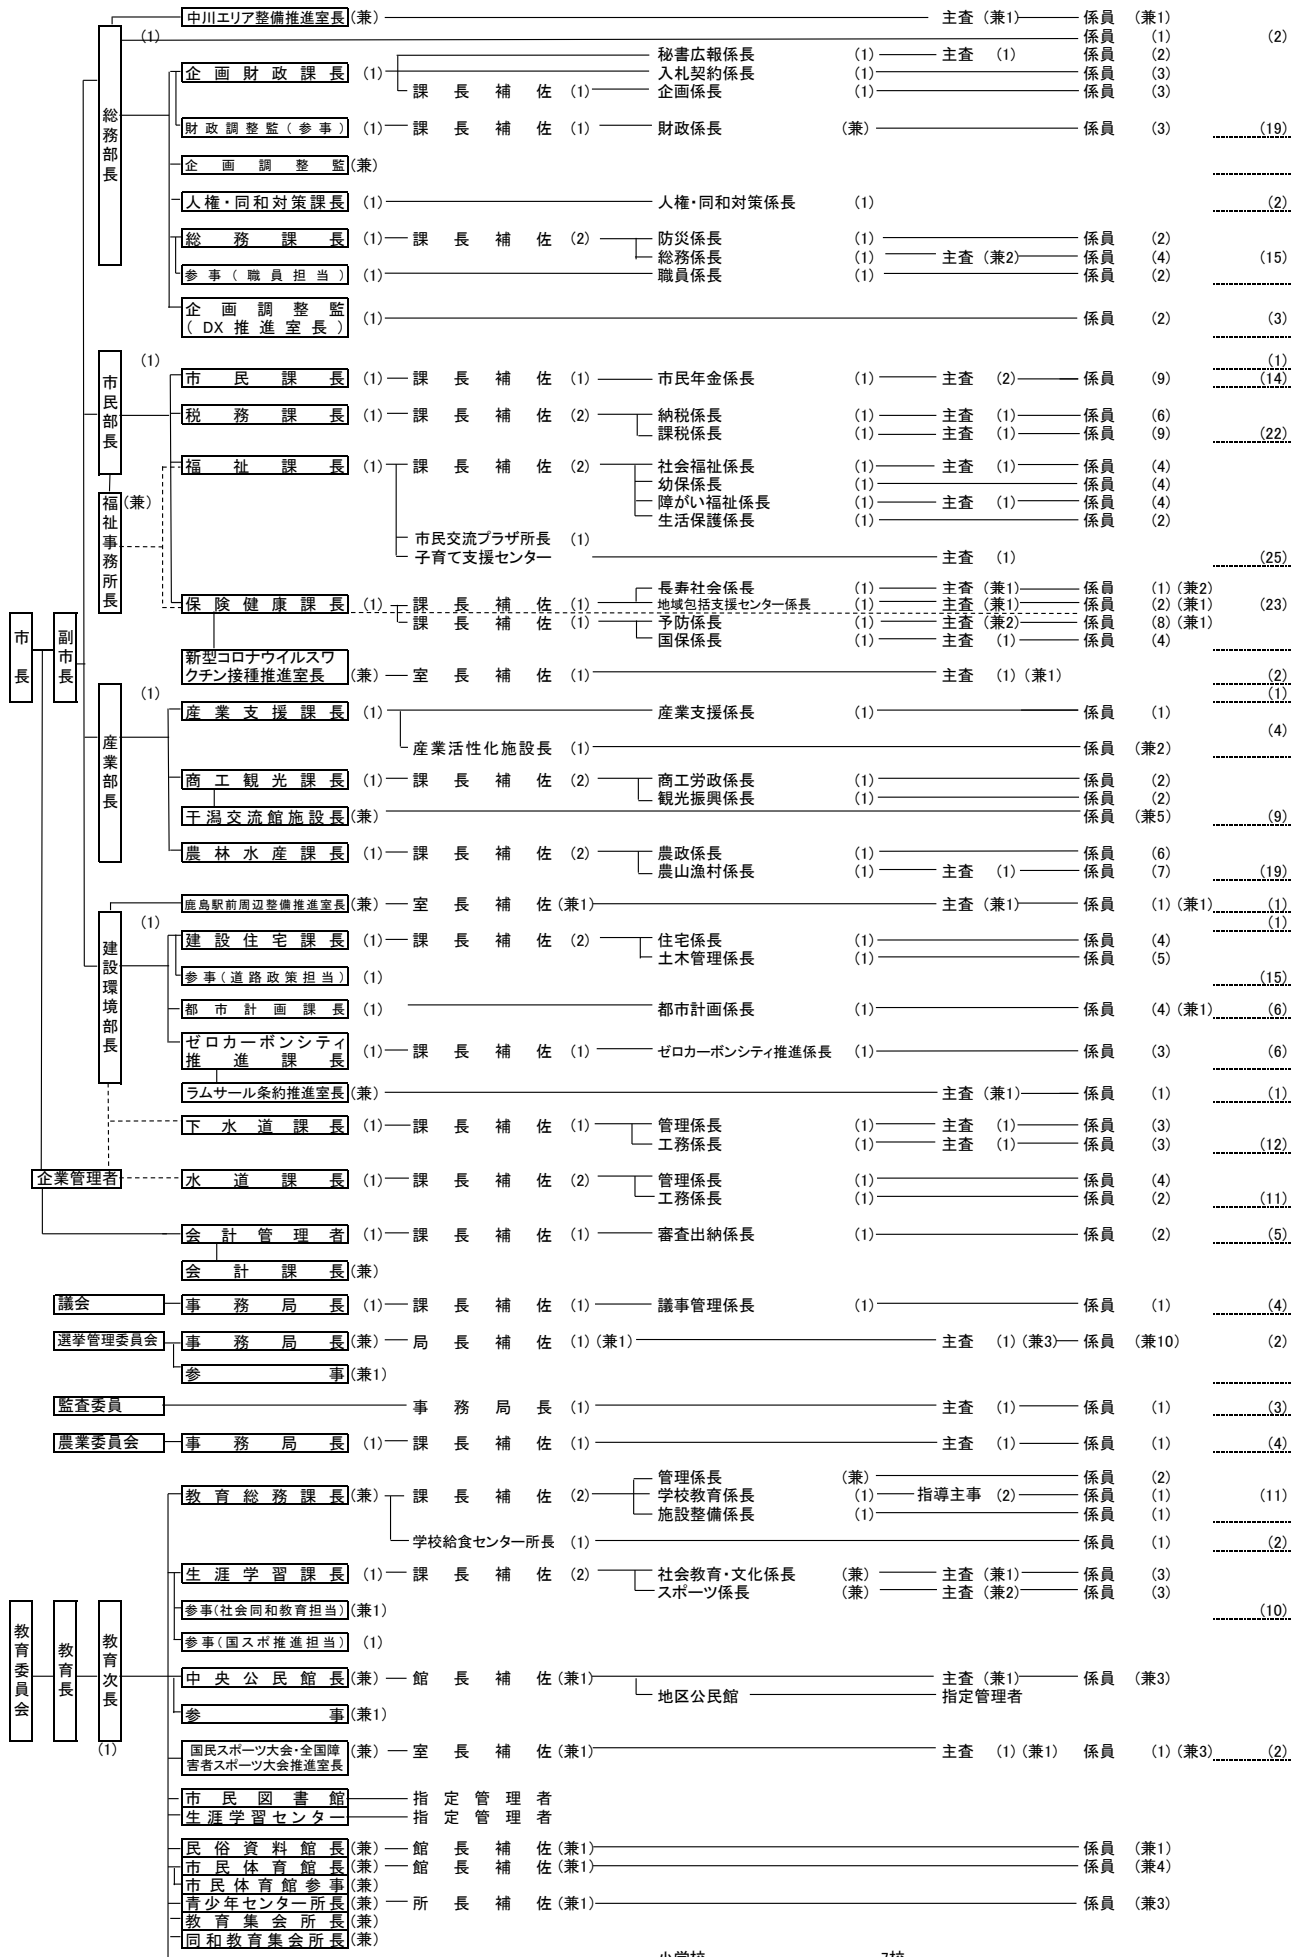 中川エリア整備推進室長 (兼) 主査 (兼1) 係員 (兼1)
総務部長 (1) 係員 (1) (2)
秘書広報係長 (1) 主査 (1) 係員 (2)
企画財政課長 (1) 入札契約係長 (1) 係員 (3)
課長補佐 (1) 企画係長 (1) 係員 (3)
財政調整監(参事) (1) 課長補佐 (1) 財政係長 (兼) 係員 (3) (19)
企画調整監 (兼)
人権・同和対策課長 (1) 人権・同和対策係長 (1) (2)
総務課長 (1) 課長補佐 (2) 防災係長 (1) 係員 (2)
総務係長 (1) 主査 (兼2) 係員 (4) (15)
参事(職員担当) (1) 職員係長 (1) 係員 (2)
企画調整監
(DX推進室長) (1) 係員 (2) (3)
市民部長 (1) (1)
市民課長 (1) 課長補佐 (1) 市民年金係長 (1) 主査 (2) 係員 (9) (14)
税務課長 (1) 課長補佐 (2) 納税係長 (1) 主査 (1) 係員 (6)
課税係長 (1) 主査 (1) 係員 (9) (22)
福祉課長 (1) 課長補佐 (2) 社会福祉係長 (1) 主査 (1) 係員 (4)
幼保係長 (1) 係員 (4)
福祉事務所長 (兼) 障がい福祉係長 (1) 主査 (1) 係員 (4)
生活保護係長 (1) 係員 (2)
市民交流プラザ所長 (1)
子育て支援センター 主査 (1) (25)
長寿社会係長 (1) 主査 (兼1) 係員 (1) (兼2)
保険健康課長 (1) 課長補佐 (1) 地域包括支援センター係長 (1) 主査 (兼1) 係員 (2) (兼1) (23)
課長補佐 (1) 予防係長 (1) 主査 (兼2) 係員 (8) (兼1)
国保係長 (1) 主査 (1) 係員 (4)
市長 副市長
新型コロナウイルスワ
クチン接種推進室長 (兼) 室長補佐 (1) 主査 (1) (兼1) (2)
産業部長 (1) (1)
産業支援課長 (1) 産業支援係長 (1) 係員 (1)
(4)
産業活性化施設長 (1) 係員 (兼2)
商工観光課長 (1) 課長補佐 (2) 商工労政係長 (1) 係員 (2)
観光振興係長 (1) 係員 (2)
干潟交流館施設長 (兼) 係員 (兼5) (9)
農林水産課長 (1) 課長補佐 (2) 農政係長 (1) 係員 (6)
農山漁村係長 (1) 主査 (1) 係員 (7) (19)
鹿島駅前周辺整備推進室長 (兼) 室長補佐 (兼1) 主査 (兼1) 係員 (1) (兼1) (1)
建設環境部長 (1) (1)
建設住宅課長 (1) 課長補佐 (2) 住宅係長 (1) 係員 (4)
土木管理係長 (1) 係員 (5)
参事(道路政策担当) (1) (15)
都市計画課長 (1) 都市計画係長 (1) 係員 (4) (兼1) (6)
ゼロカーボンシティ
推進課長 (1) 課長補佐 (1) ゼロカーボンシティ推進係長 (1) 係員 (3) (6)
ラムサール条約推進室長 (兼) 主査 (兼1) 係員 (1) (1)
下水道課長 (1) 課長補佐 (1) 管理係長 (1) 主査 (1) 係員 (3)
工務係長 (1) 主査 (1) 係員 (3) (12)
企業管理者 水道課長 (1) 課長補佐 (2) 管理係長 (1) 係員 (4)
工務係長 (1) 係員 (2) (11)
会計管理者 (1) 課長補佐 (1) 審査出納係長 (1) 係員 (2) (5)
会計課長 (兼)
議会 事務局長 (1) 課長補佐 (1) 議事管理係長 (1) 係員 (1) (4)
選挙管理委員会 事務局長 (兼) 局長補佐 (1) (兼1) 主査 (1) (兼3) 係員 (兼10) (2)
参事 (兼1)
監査委員 事務局長 (1) 主査 (1) 係員 (1) (3)
農業委員会 事務局長 (1) 課長補佐 (1) 主査 (1) 係員 (1) (4)
管理係長 (兼) 係員 (2)
教育総務課長 (兼) 課長補佐 (2) 学校教育係長 (1) 指導主事 (2) 係員 (1) (11)
施設整備係長 (1) 係員 (1)
学校給食センター所長 (1) 係員 (1) (2)
生涯学習課長 (1) 課長補佐 (2) 社会教育・文化係長 (兼) 主査 (兼1) 係員 (3)
スポーツ係長 (兼) 主査 (兼2) 係員 (3)
参事(社会同和教育担当) (兼1) (10)
参事(国スポ推進担当) (1)
教育委員会 教育長 教育次長 (1)
中央公民館長 (兼) 館長補佐 (兼1) 主査 (兼1) 係員 (兼3)
地区公民館 指定管理者
参事 (兼1)
国民スポーツ大会・全国障
害者スポーツ大会推進室長 (兼) 室長補佐 (兼1) 主査 (1) (兼1) 係員 (1) (兼3) (2)
市民図書館 指定管理者
生涯学習センター 指定管理者
民俗資料館長 (兼) 館長補佐 (兼1) 係員 (兼1)
市民体育館長 (兼) 館長補佐 (兼1) 係員 (兼4)
市民体育館参事 (兼)
青少年センター所長 (兼) 所長補佐 (兼1) 係員 (兼3)
教育集会所長 (兼)
同和教育集会所長 (兼)
小学校 7校